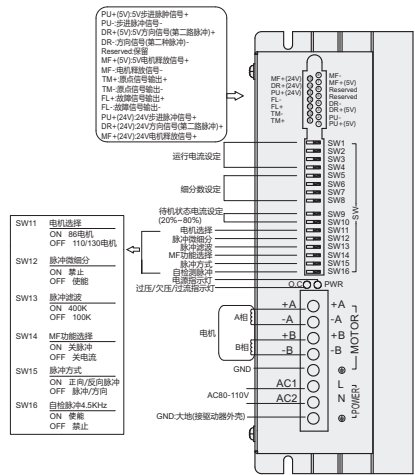 PU+(5V):5V步进脉肿信号+
PU-:步进脉冲信号-
DR+(5V):5V方向信号(第二路脉冲)+
DR-:方向信号(第二种脉冲)-
Reserved:保留
MF+(5V):5V电机释放信号+
MF-:电机释放信号-
TM+:原点信号输出+
TM-:原点信号输出-
FL+:故障信号输出+
FL-:故障信号输出-
PU+(24V):24V步进脉冲信号+
DR+(24V):24V方向信号(第二路脉冲)+
MF+(24V):24V电机释放信号+
MF+(24V)
DR+(24V)
PU+(24V)
FL-
FL+
TM-
TM+
MF-
MF+(5V)
Reserved
Reserved
DR-
DR+(5V)
PU-
PU+(5V)
运行电流设定
细分数设定
待机状态电流设定
(20%~80%)
电机选择
脉冲微细分
脉冲滤波
MF功能选择
脉冲方式
自检测脉冲
电源指示灯
过压/欠压/过流指示灯
SW1
SW2
SW3
SW4
SW5
SW6
SW7
SW8
SW9
SW10
SW11
SW12
SW13
SW14
SW15
SW16
SW
O.C
PWR
SW11 电机选择
ON 86电机
OFF 110/130电机
SW12 脉冲微细分
ON 禁止
OFF 使能
SW13 脉冲滤波
ON 400K
OFF 100K
SW14 MF功能选择
ON 关脉冲
OFF 关电流
SW15 脉冲方式
ON 正向/反向脉冲
OFF 脉冲/方向
SW16 自检脉冲4.5KHz
ON 使能
OFF 禁止
电机
A相
B相
+A
-A
+B
-B
GND
AC1
AC2
AC80-110V
GND:大地(接驱动器外壳)
+A
-A
+B
-B
MOTOR
L
N
POWER